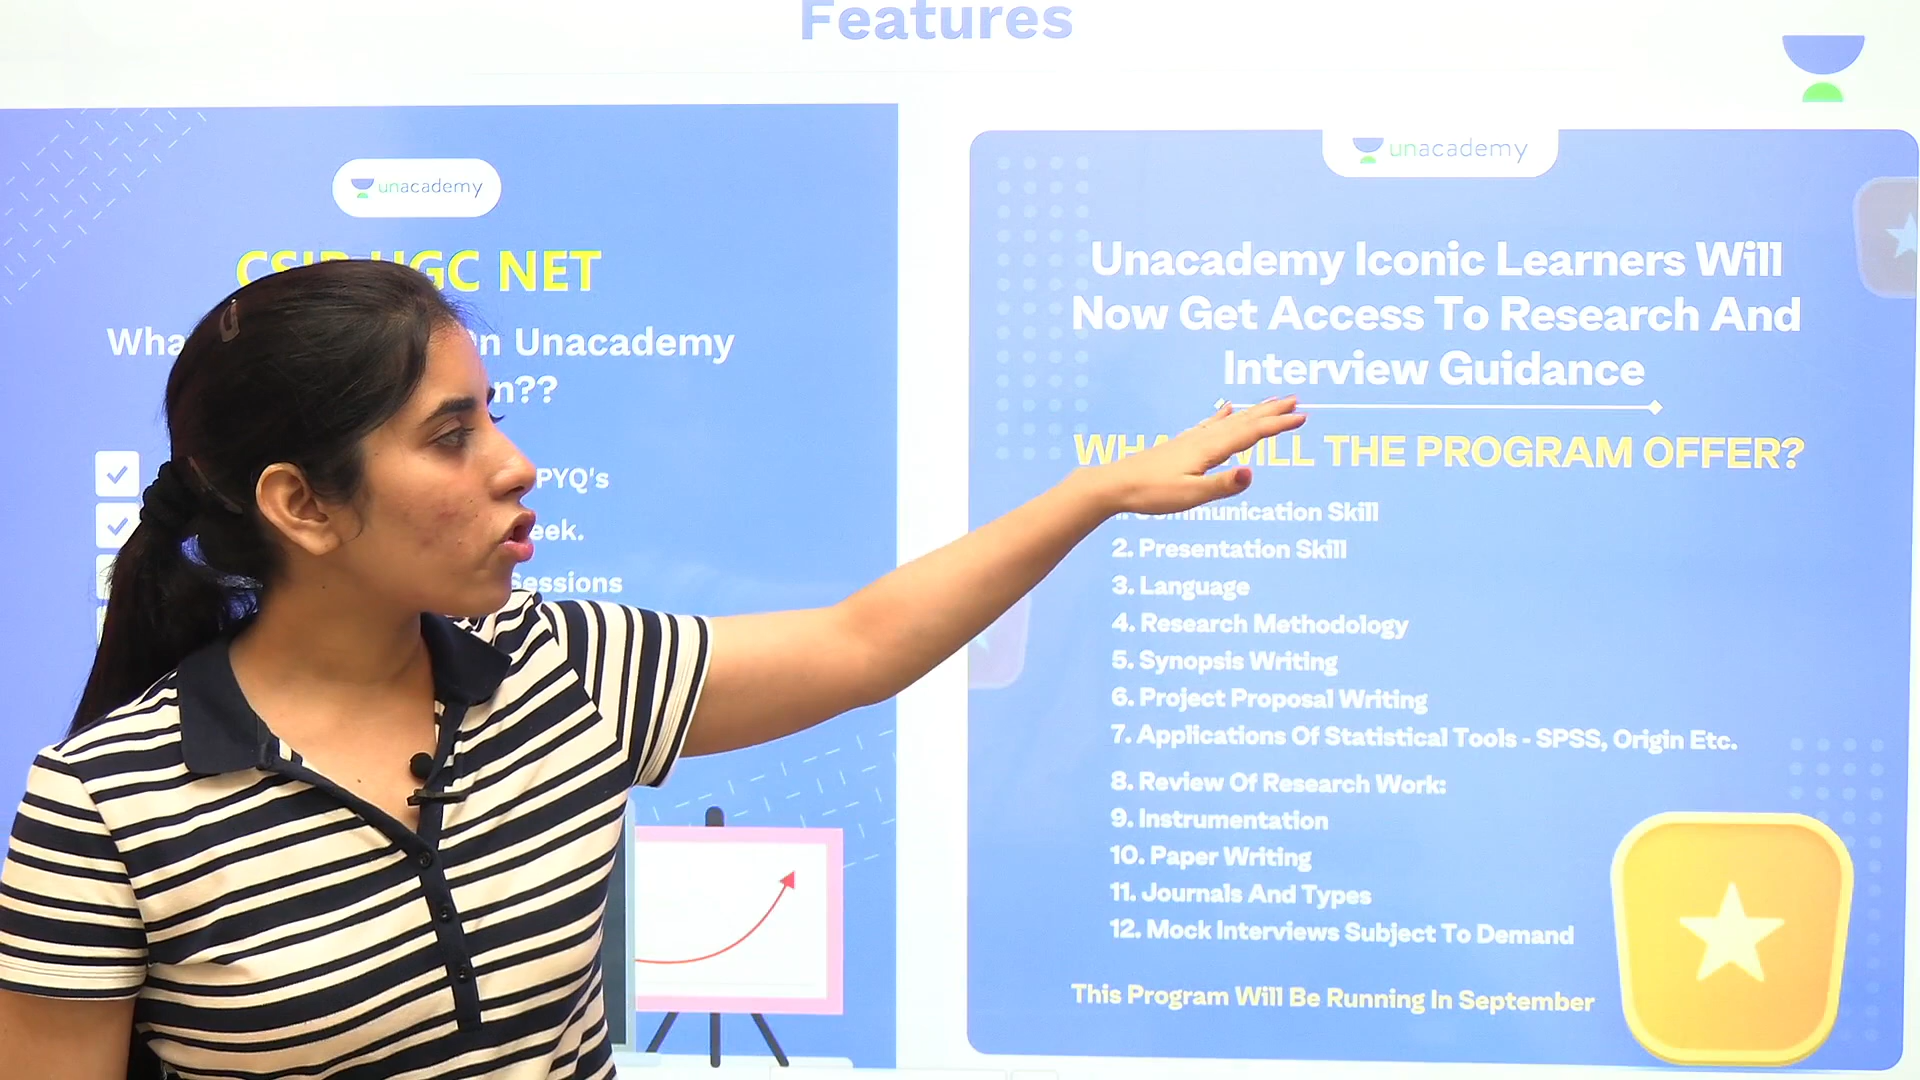 Features
unacademy
CSIR UGC NET
Unacademy
PYQ's
Sessions
unacademy
Unacademy Iconic Learners Will
Now Get Access To Research And
Interview Guidance
WILL THE PROGRAM OFFER?
1. Communication Skill
2. Presentation Skill
3. Language
4. Research Methodology
5. Synopsis Writing
6. Project Proposal Writing
7. Applications Of Statistical Tools - SPSS, Origin Etc.
8. Review Of Research Work:
9. Instrumentation
10. Paper Writing
11. Journals And Types
12. Mock Interviews Subject To Demand
This Program Will Be Running In September